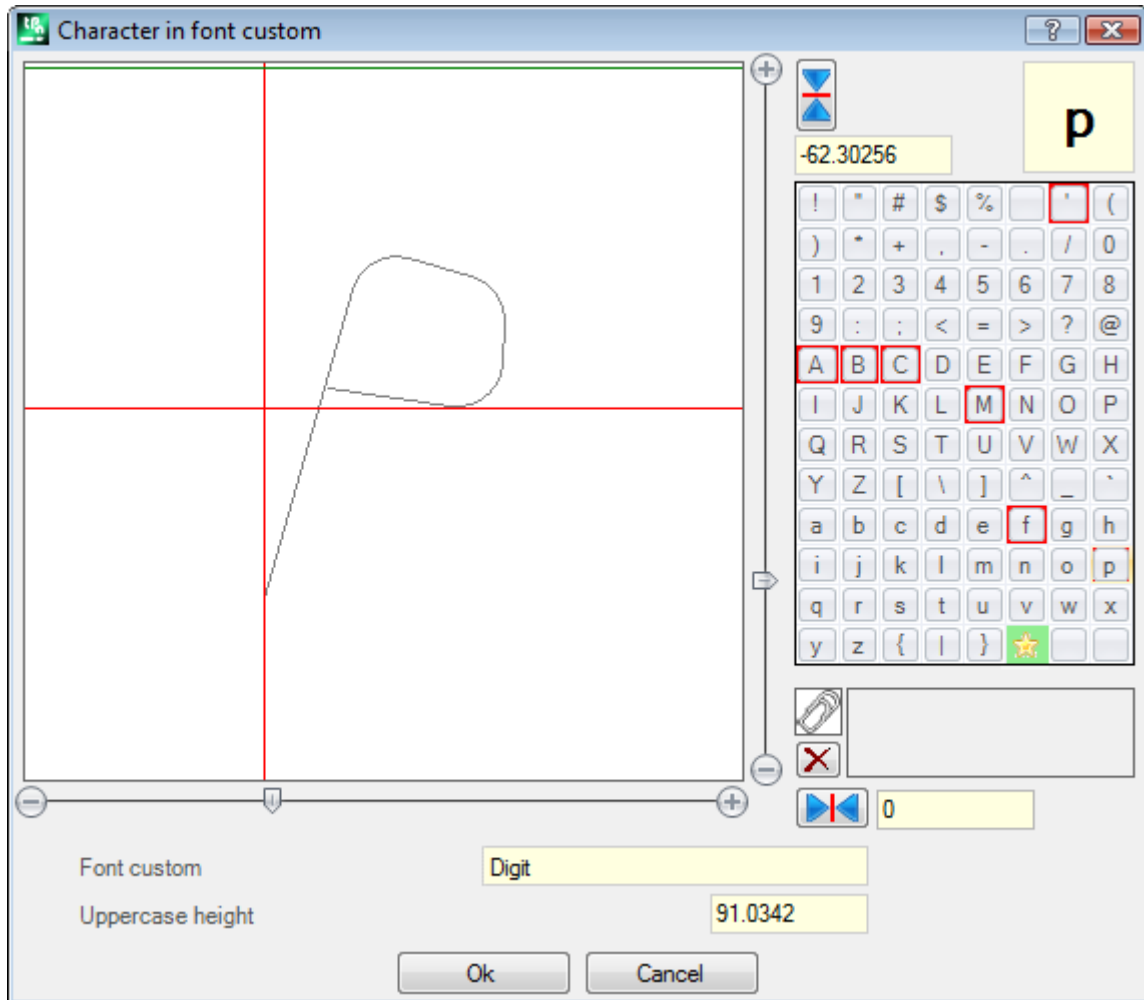 Character in font custom
?
p
-62.30256
! " # $ % ' (
) * + , - . / 0
1 2 3 4 5 6 7 8
9 : ; < = > ? @
A B C D E F G H
I J K L M N O P
Q R S T U V W X
Y Z [ \ ] ^ _ `
a b c d e f g h
i j k l m n o p
q r s t u v w x
y z { | }
0
Font custom Digit
Uppercase height 91.0342
Ok Cancel